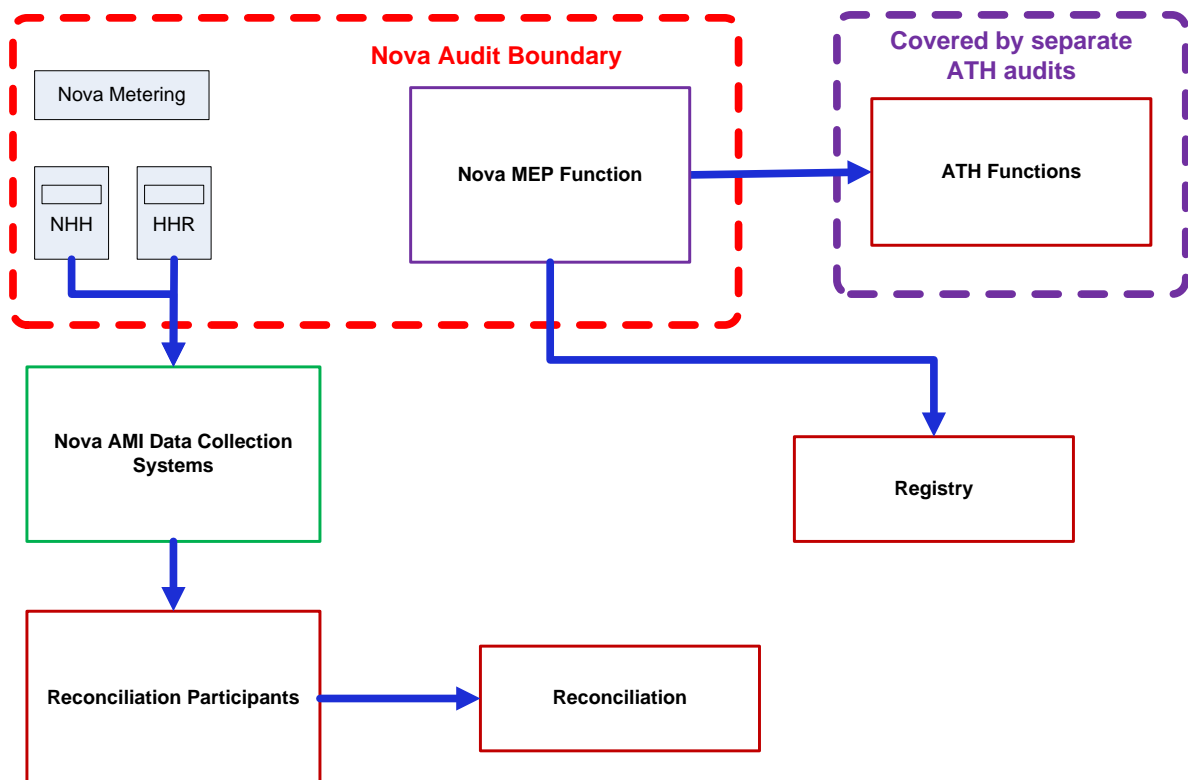 Nova Audit Boundary
Covered by separate
ATH audits
Nova Metering
NHH
HHR
Nova MEP Function
ATH Functions
Nova AMI Data Collection
Systems
Registry
Reconciliation Participants
Reconciliation